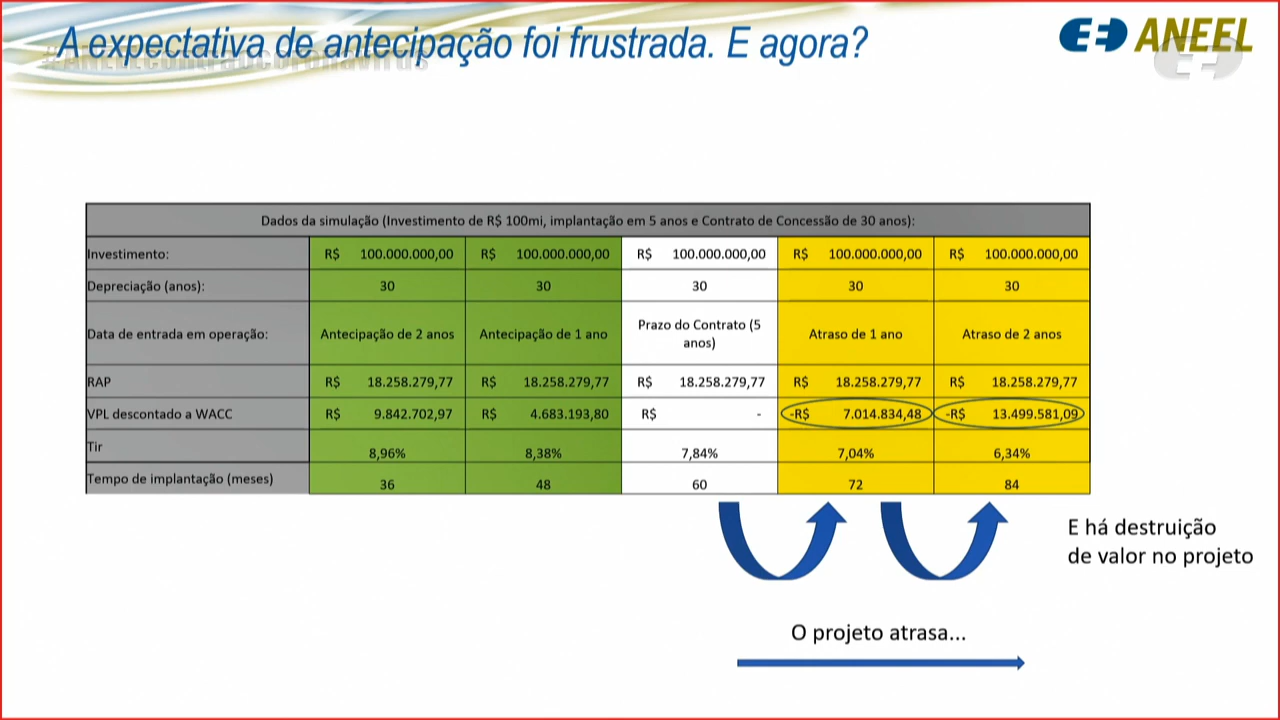 A expectativa de antecipação foi frustrada. E agora?
ANEEL
#ANEELcontraoCoronavirus
Dados da simulação (Investimento de R$ 100mi, implantação em 5 anos e Contrato de Concessão de 30 anos):
Investimento: R$ 100.000.000,00 R$ 100.000.000,00 R$ 100.000.000,00 R$ 100.000.000,00 R$ 100.000.000,00
Depreciação (anos): 30 30 30 30 30
Data de entrada em operação: Antecipação de 2 anos Antecipação de 1 ano Prazo do Contrato (5 anos) Atraso de 1 ano Atraso de 2 anos
RAP R$ 18.258.279,77 R$ 18.258.279,77 R$ 18.258.279,77 R$ 18.258.279,77 R$ 18.258.279,77
VPL descontado a WACC R$ 9.842.702,97 R$ 4.683.193,80 R$ - -R$ 7.014.834,48 -R$ 13.499.581,09
Tir 8,96% 8,38% 7,84% 7,04% 6,34%
Tempo de implantação (meses) 36 48 60 72 84
E há destruição
de valor no projeto
O projeto atrasa...